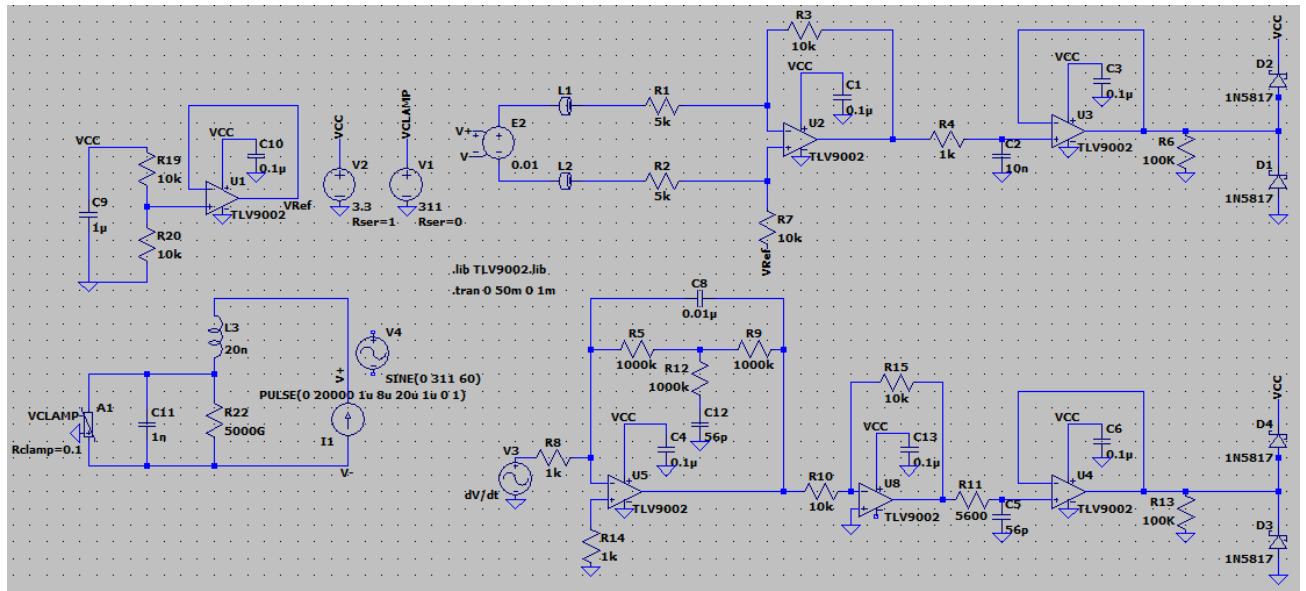 VCC
R19
10k
C9
1µ
R20
10k
VCC
C10
0.1µ
U1
TLV9002
VRef
VCC
V2
3.3
Rser=1
VCLAMP
V1
311
Rser=0
V+
V-
E2
0.01
L1
L2
R1
5k
R2
5k
R3
10k
VCC
C1
0.1µ
U2
TLV9002
R7
10k
VRef
R4
1k
C2
10n
VCC
C3
0.1µ
U3
TLV9002
R6
100K
VCC
D2
1N5817
D1
1N5817
.lib TLV9002.lib
.tran 0 50m 0 1m
L3
20n
V4
SINE(0 311 60)
PULSE(0 20000 1u 8u 20u 1u 0 1)
V+
I1
V-
VCLAMP
A1
Rclamp=0.1
C11
1n
R22
5000G
C8
0.01µ
R5
1000k
R9
1000k
R12
1000k
C12
56p
V3
dV/dt
R8
1k
VCC
C4
0.1µ
U5
TLV9002
R14
1k
R10
10k
R15
10k
VCC
C13
0.1µ
U8
TLV9002
R11
5600
C5
56p
VCC
C6
0.1µ
U4
TLV9002
R13
100K
VCC
D4
1N5817
D3
1N5817